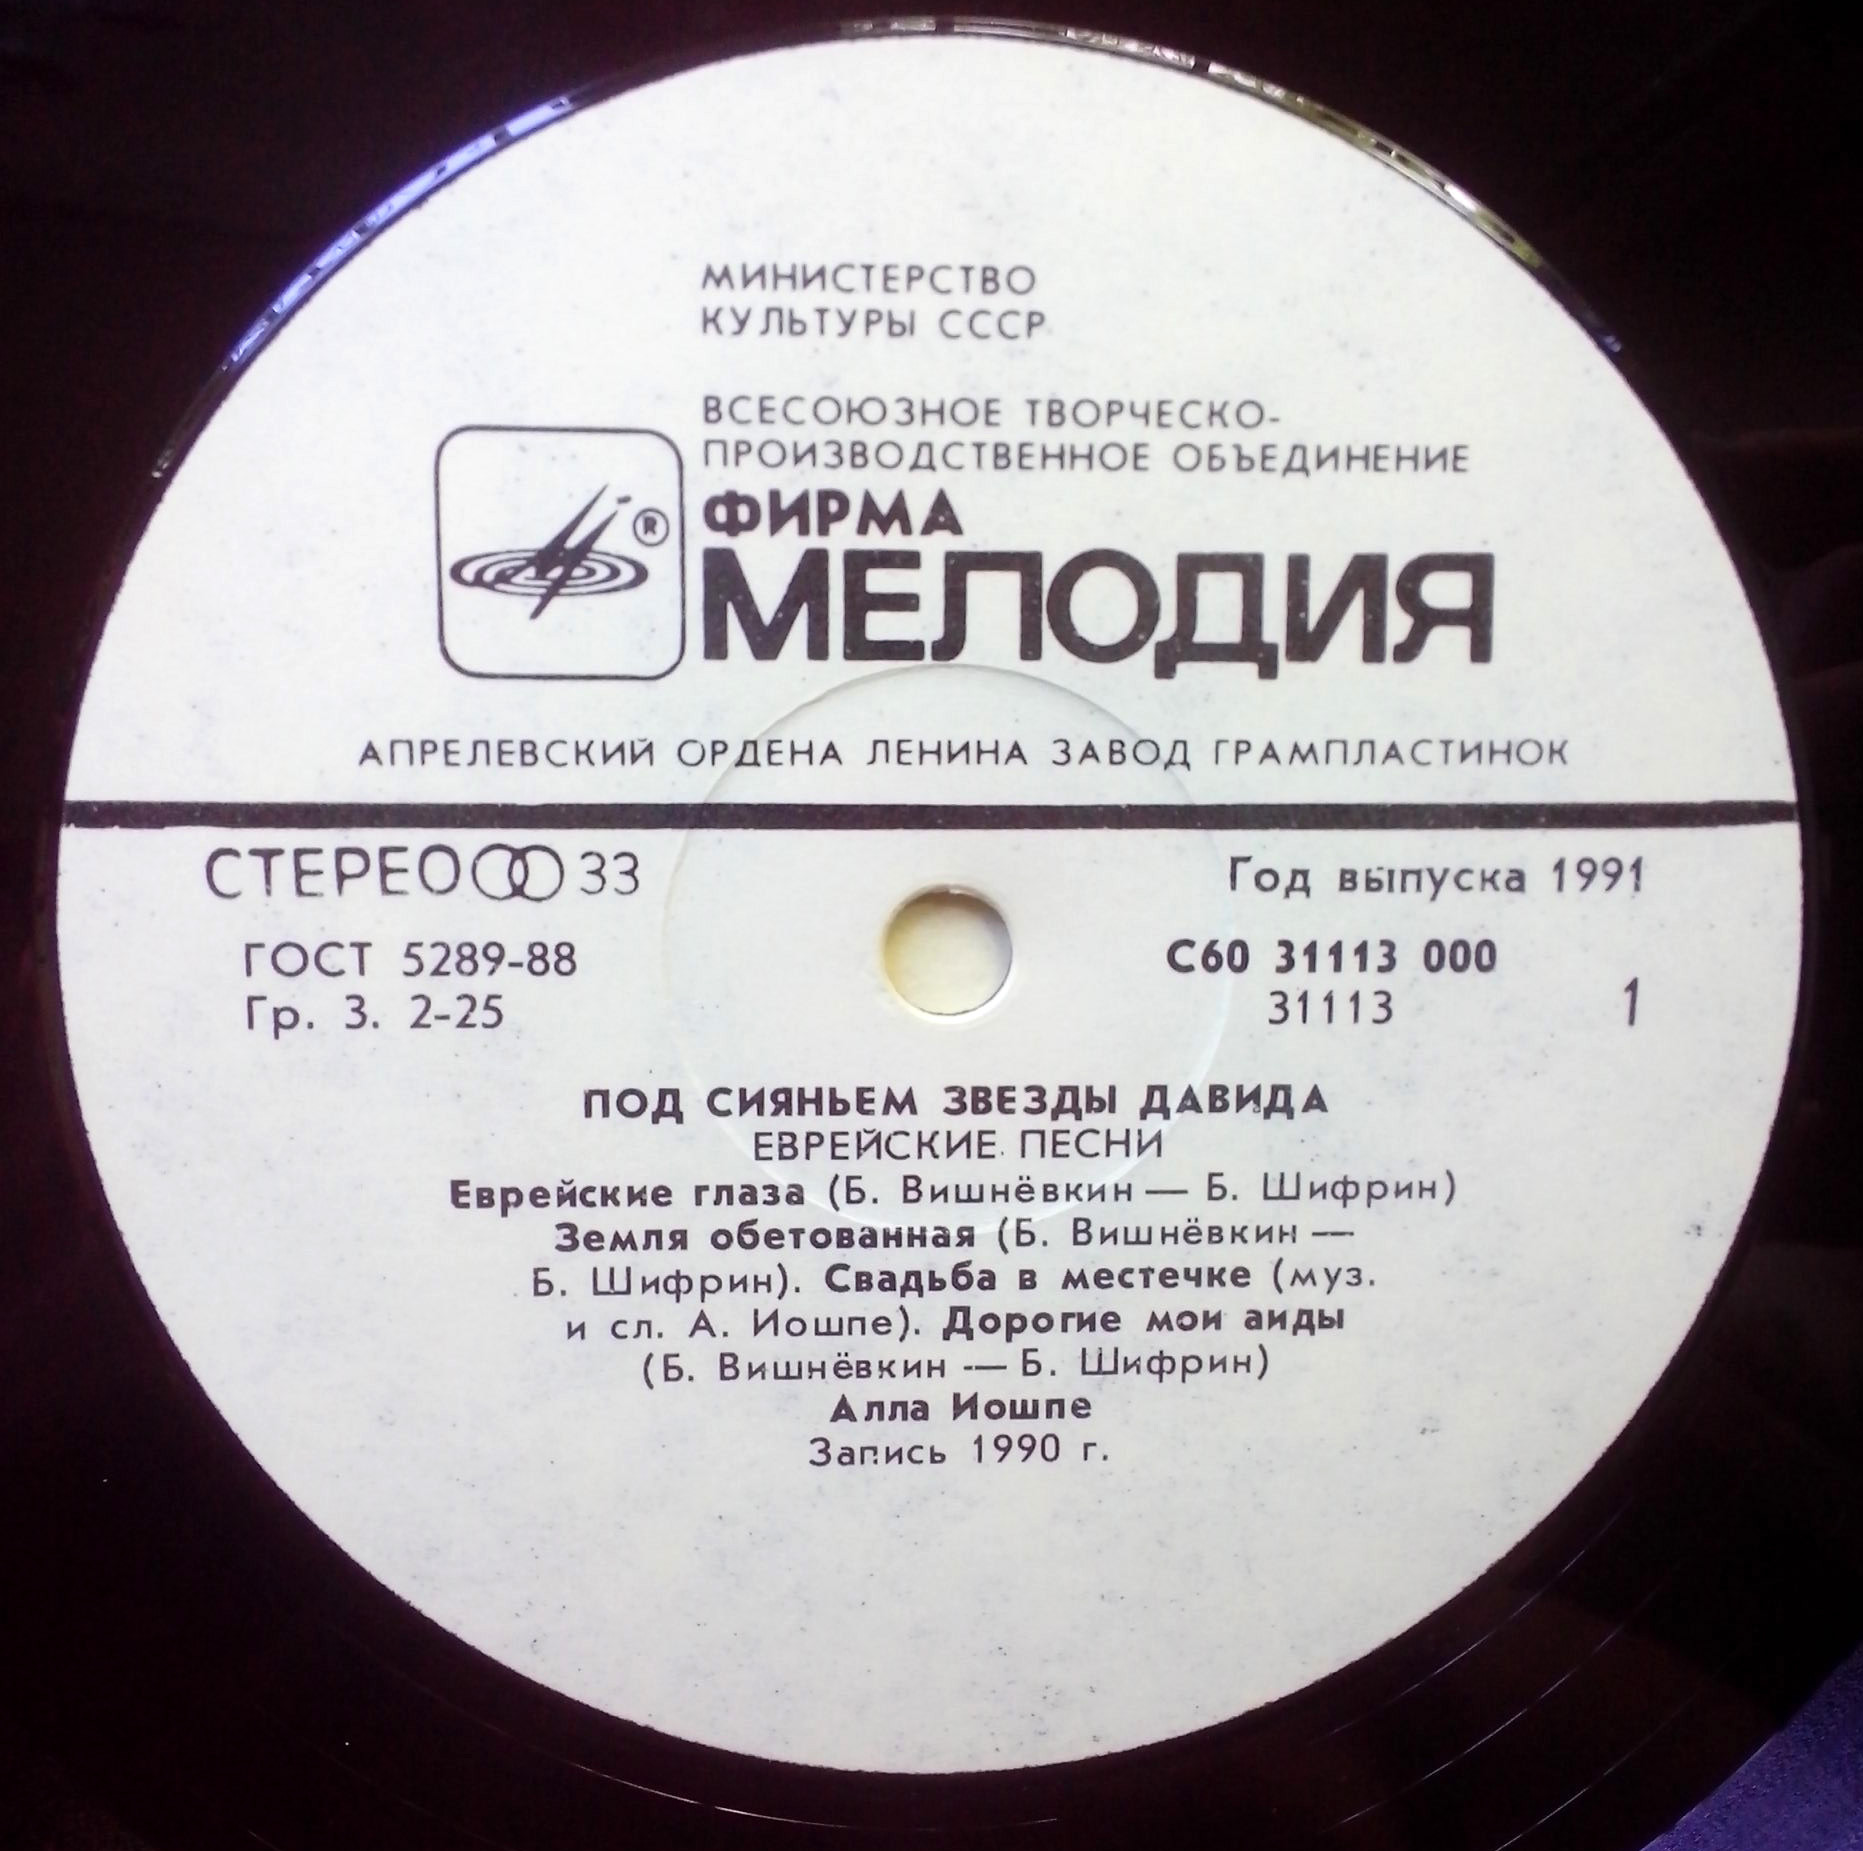 МИНИСТЕРСТВО
КУЛЬТУРЫ СССР
ВСЕСОЮЗНОЕ ТВОРЧЕСКО-
ПРОИЗВОДСТВЕННОЕ ОБЪЕДИНЕНИЕ
ФИРМА
®
МЕЛОДИЯ
АПРЕЛЕВСКИЙ ОРДЕНА ЛЕНИНА ЗАВОД ГРАМПЛАСТИНОК
СТЕРЕО 33
Год выпуска 1991
ГОСТ 5289-88
С60 31113 000
Гр. 3. 2-25
31113
1
ПОД СИЯНЬЕМ ЗВЕЗДЫ ДАВИДА
ЕВРЕЙСКИЕ ПЕСНИ
Еврейские глаза (Б. Вишнёвкин — Б. Шифрин)
Земля обетованная (Б. Вишнёвкин —
Б. Шифрин). Свадьба в местечке (муз.
и сл. А. Иошпе). Дорогие мои аиды
(Б. Вишнёвкин — Б. Шифрин)
Алла Иошпе
Запись 1990 г.